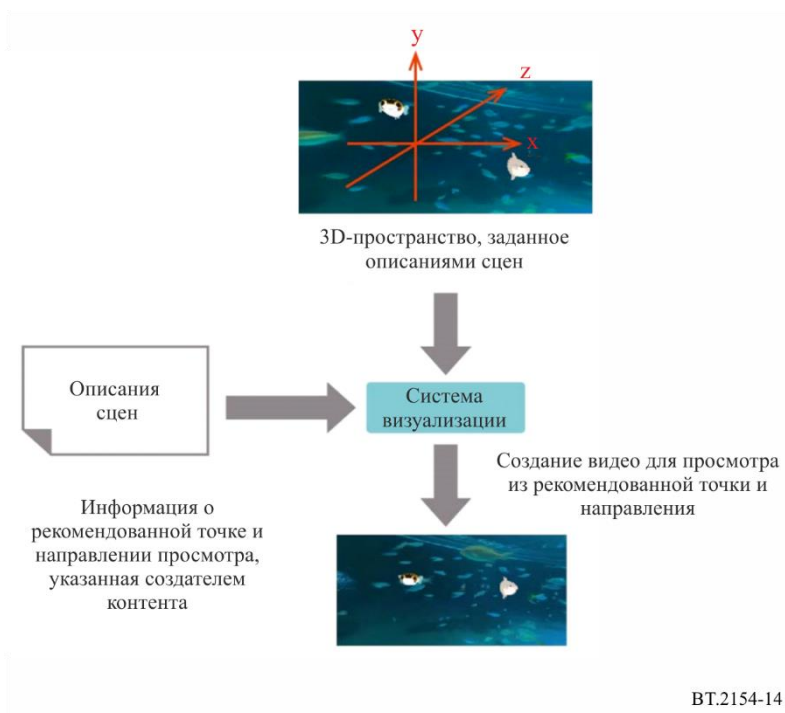 y
z
x
3D-пространство, заданное
описаниями сцен
Описания
сцен
Система
визуализации
Создание видео для просмотра
из рекомендованной точки и
направления
Информация о
рекомендованной точке и
направлении просмотра,
указанная создателем
контента
BT.2154-14